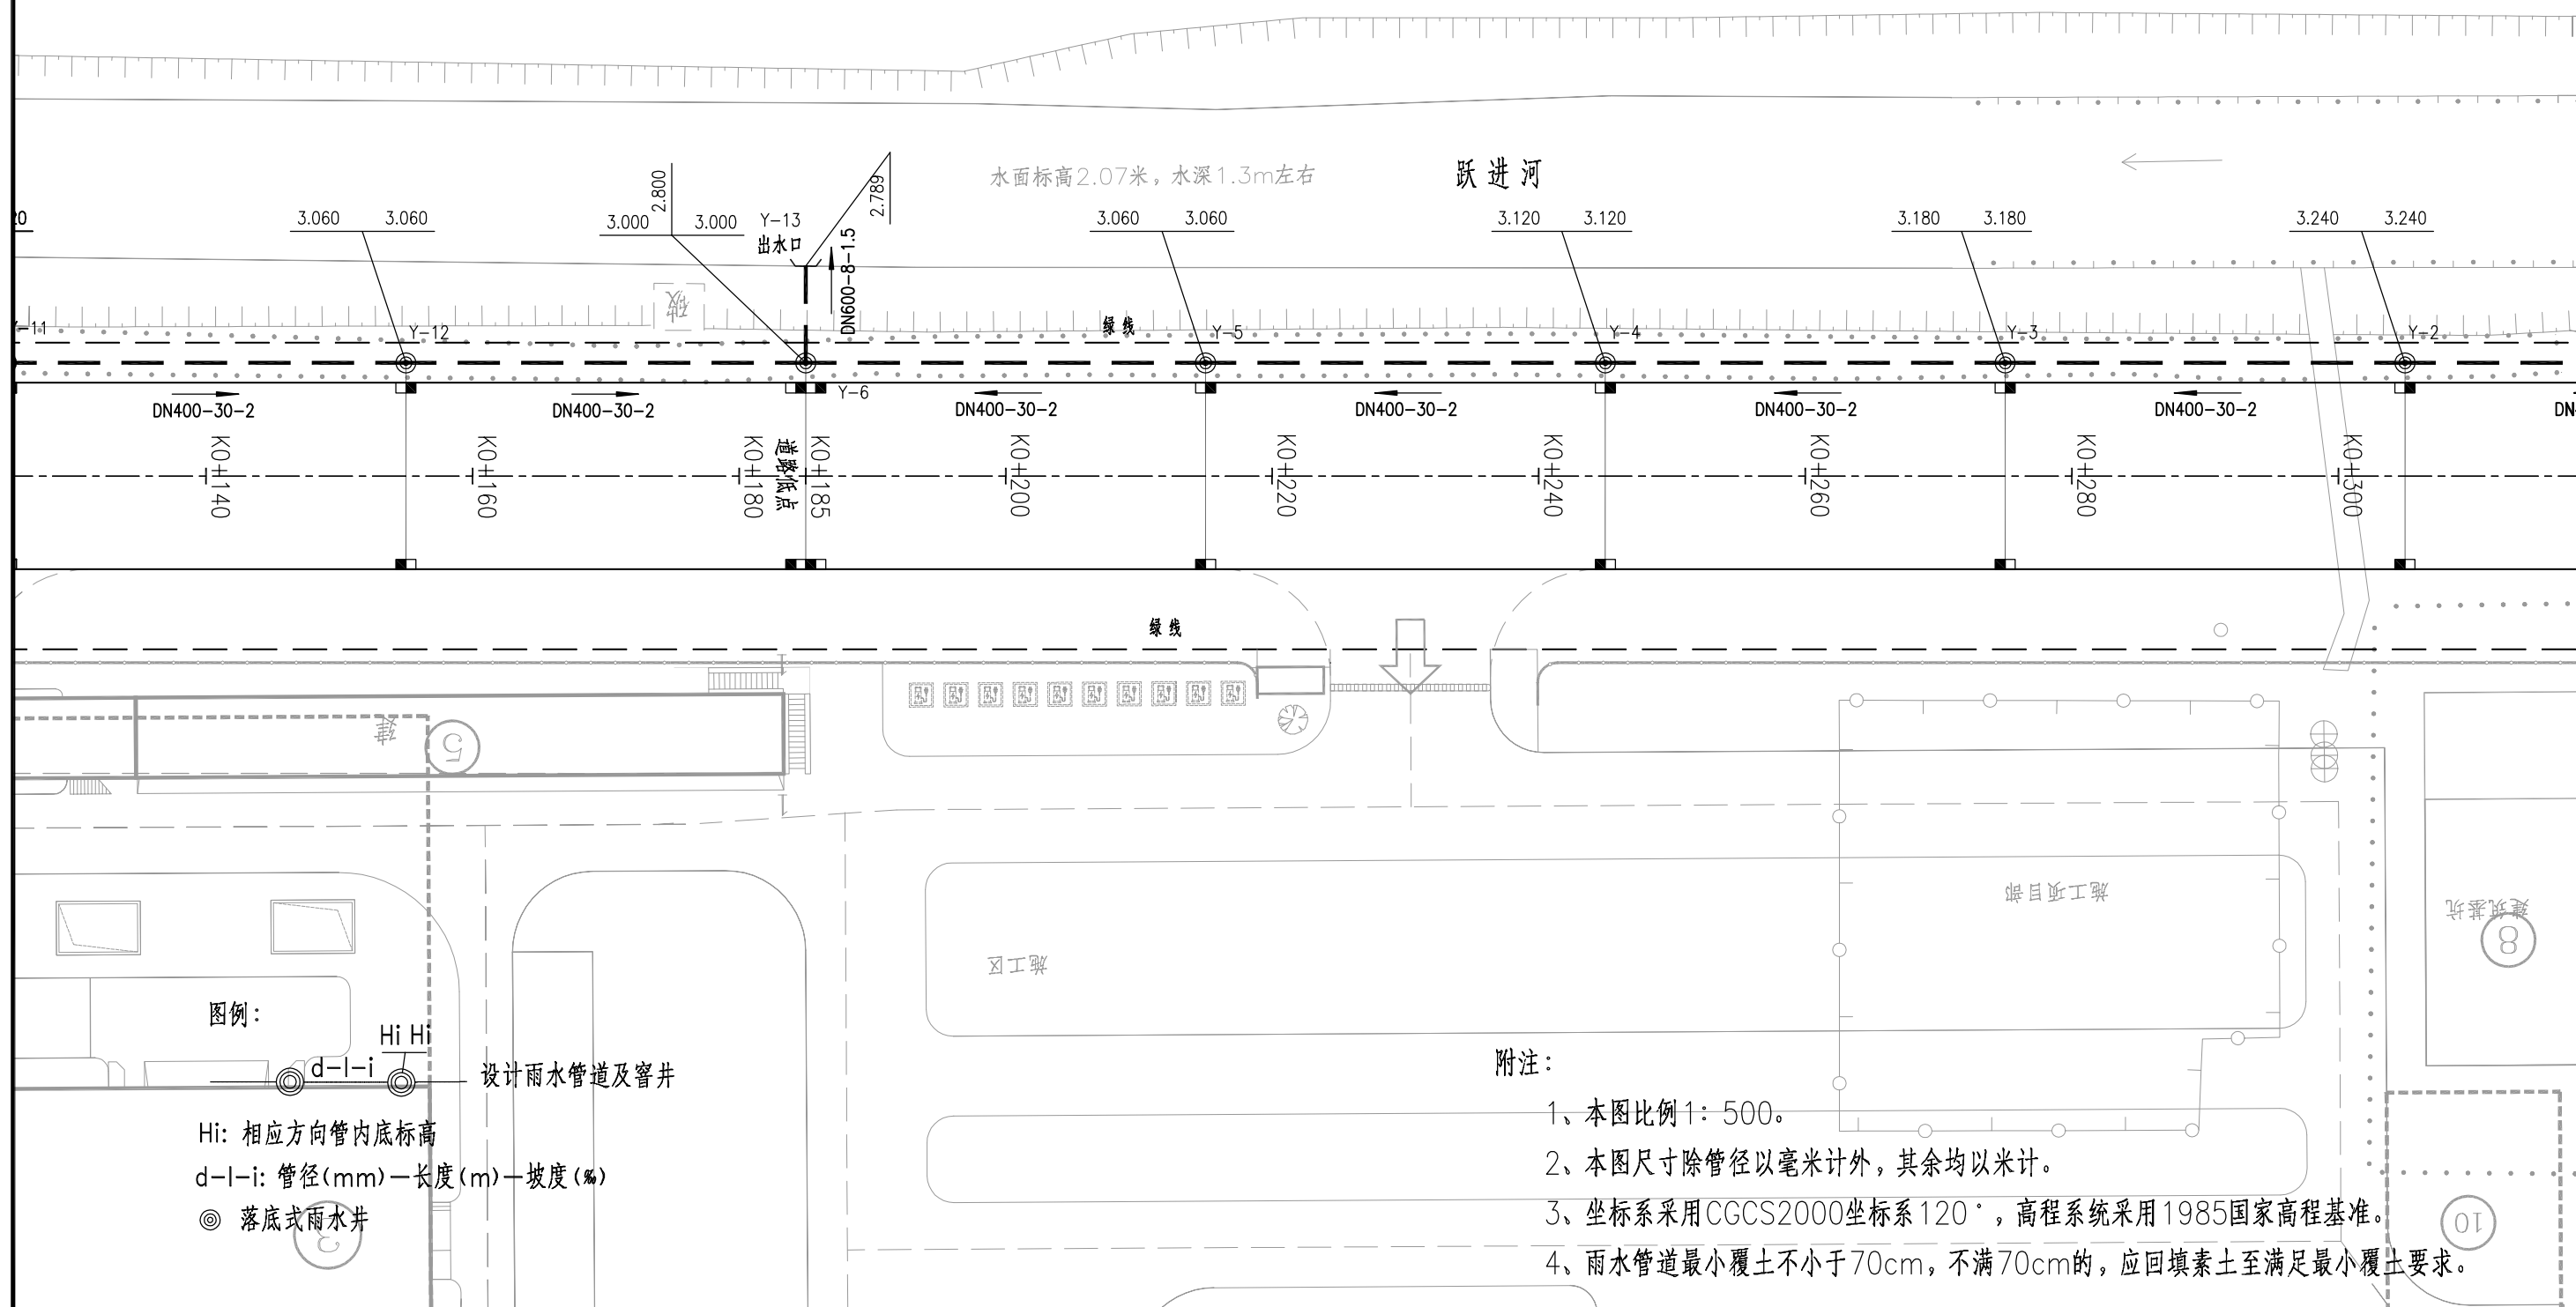 水面标高2.07米，水深1.3m左右
跃进河
2.800
2.789
3.060 3.060
3.000 3.000
Y-13
出水口
DN600-8-1.5
3.060 3.060
3.120 3.120
3.180 3.180
3.240 3.240
20
破
绿线
Y-11
Y-12
Y-5
Y-4
Y-3
Y-2
Y-6
DN400-30-2
DN400-30-2
DN400-30-2
DN400-30-2
DN400-30-2
DN400-30-2
DN
K0+140
K0+160
K0+180
道路低点
K0+185
K0+200
K0+220
K0+240
K0+260
K0+280
K0+300
绿线
建
5
施工项目部
建筑基坑
8
施工区
图例：
Hi Hi
d-l-i
设计雨水管道及窨井
Hi: 相应方向管内底标高
d-l-i: 管径(mm)—长度(m)—坡度(‰)
落底式雨水井
3
附注：
1、本图比例1：500。
2、本图尺寸除管径以毫米计外，其余均以米计。
3、坐标系采用CGCS2000坐标系120°，高程系统采用1985国家高程基准。
4、雨水管道最小覆土不小于70cm，不满70cm的，应回填素土至满足最小覆土要求。
10